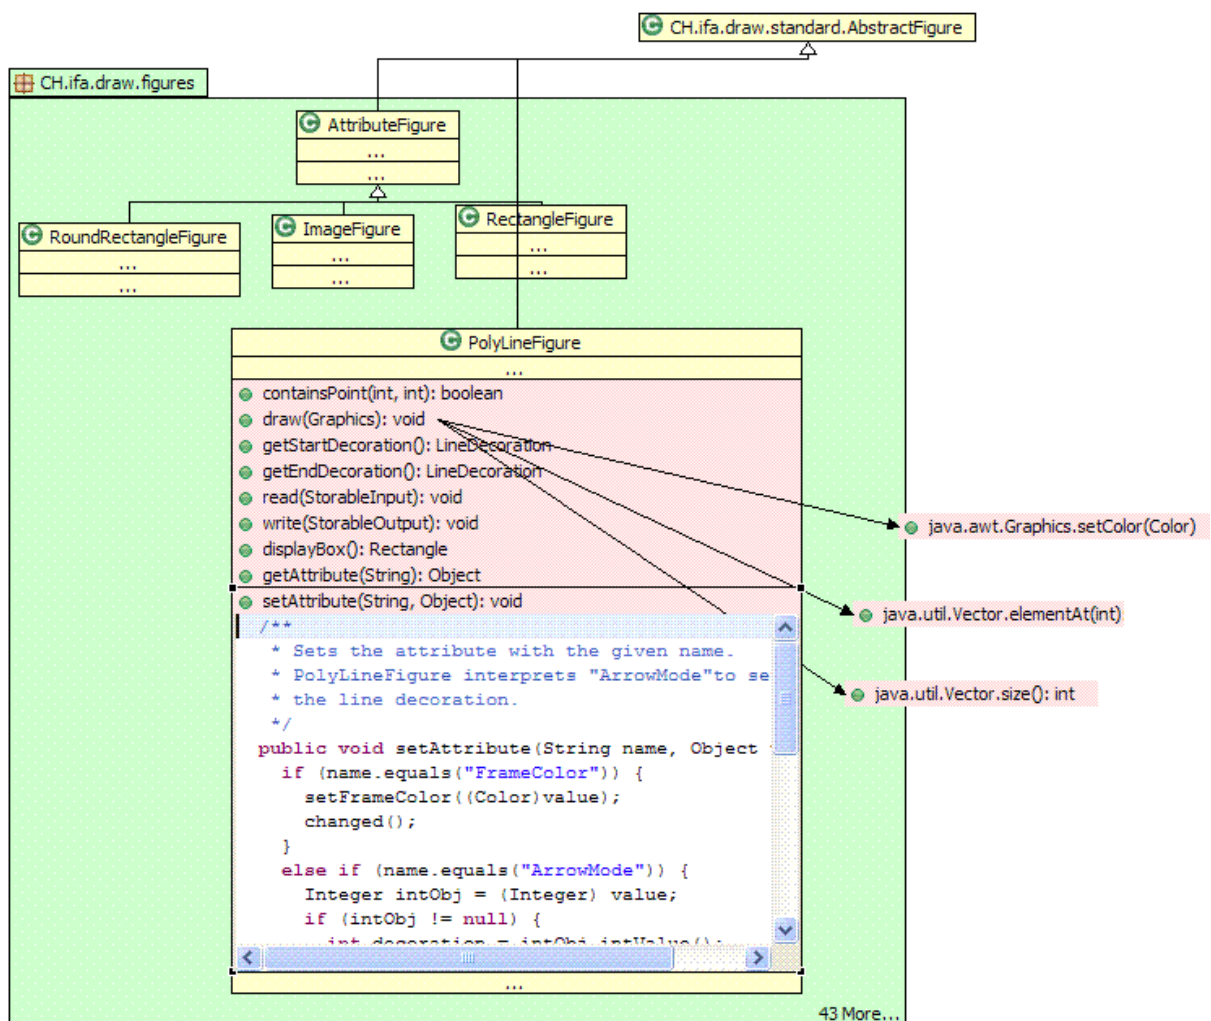 CH.ifa.draw.standard.AbstractFigure
CH.ifa.draw.figures
AttributeFigure
...
...
RoundRectangleFigure
...
...
ImageFigure
...
...
RectangleFigure
...
...
PolyLineFigure
...
containsPoint(int, int): boolean
draw(Graphics): void
getStartDecoration(): LineDecoration
getEndDecoration(): LineDecoration
read(StorableInput): void
write(StorableOutput): void
displayBox(): Rectangle
getAttribute(String): Object
setAttribute(String, Object): void
/**
* Sets the attribute with the given name.
* PolyLineFigure interprets "ArrowMode"to se
* the line decoration.
*/
public void setAttribute(String name, Object
if (name.equals("FrameColor")) {
setFrameColor((Color)value);
changed();
}
else if (name.equals("ArrowMode")) {
Integer intObj = (Integer) value;
if (intObj != null) {
int decoration = intObj.intValue();
...
java.awt.Graphics.setColor(Color)
java.util.Vector.elementAt(int)
java.util.Vector.size(): int
43 More...